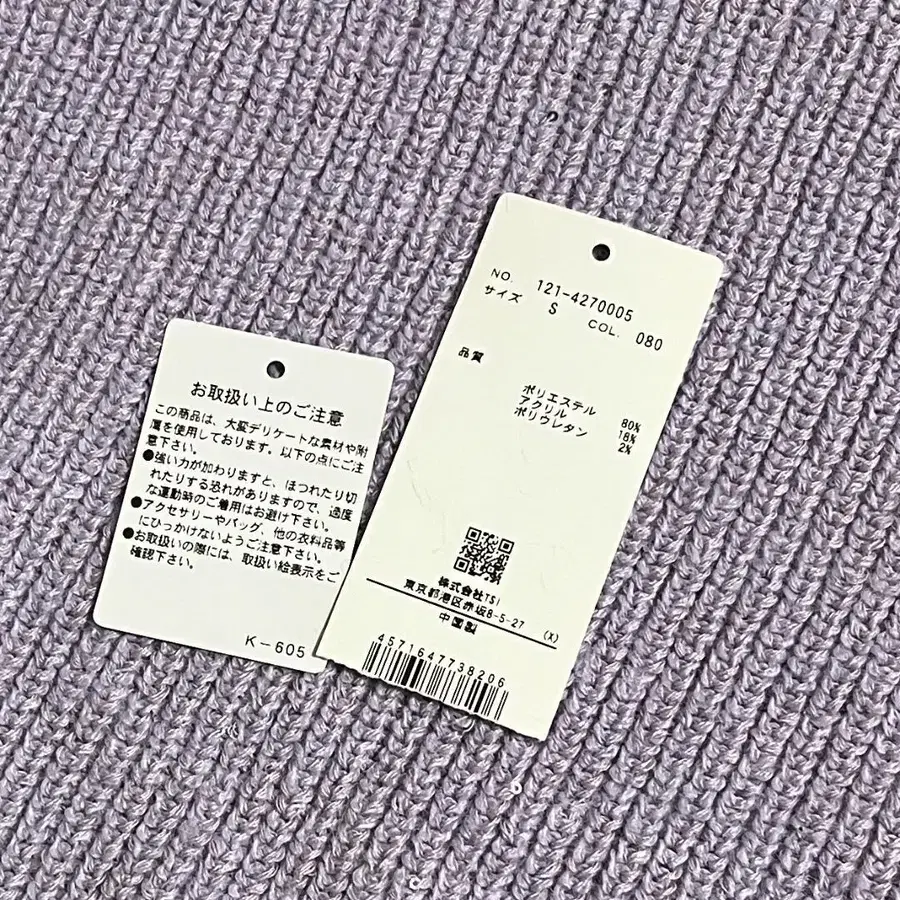 お取扱い上のご注意
この商品は、大変デリケートな素材や附
属を使用しております。以下の点にご注
意下さい。
●強い力が加わりますと、ほつれたり切
れたりする恐れがありますので、過度
な運動時のご着用はお避け下さい。
●アクセサリーやバッグ、他の衣料品等
にひっかけないようご注意下さい。
●お取扱いの際には、取扱い絵表示をご
確認下さい。
K-605
NO. 121-4270005
サイズ S COL. 080
品質
ポリエステル 80%
アクリル 18%
ポリウレタン 2%
株式会社TSI
東京都港区赤坂8-5-27 (X)
中国製
4571647738206